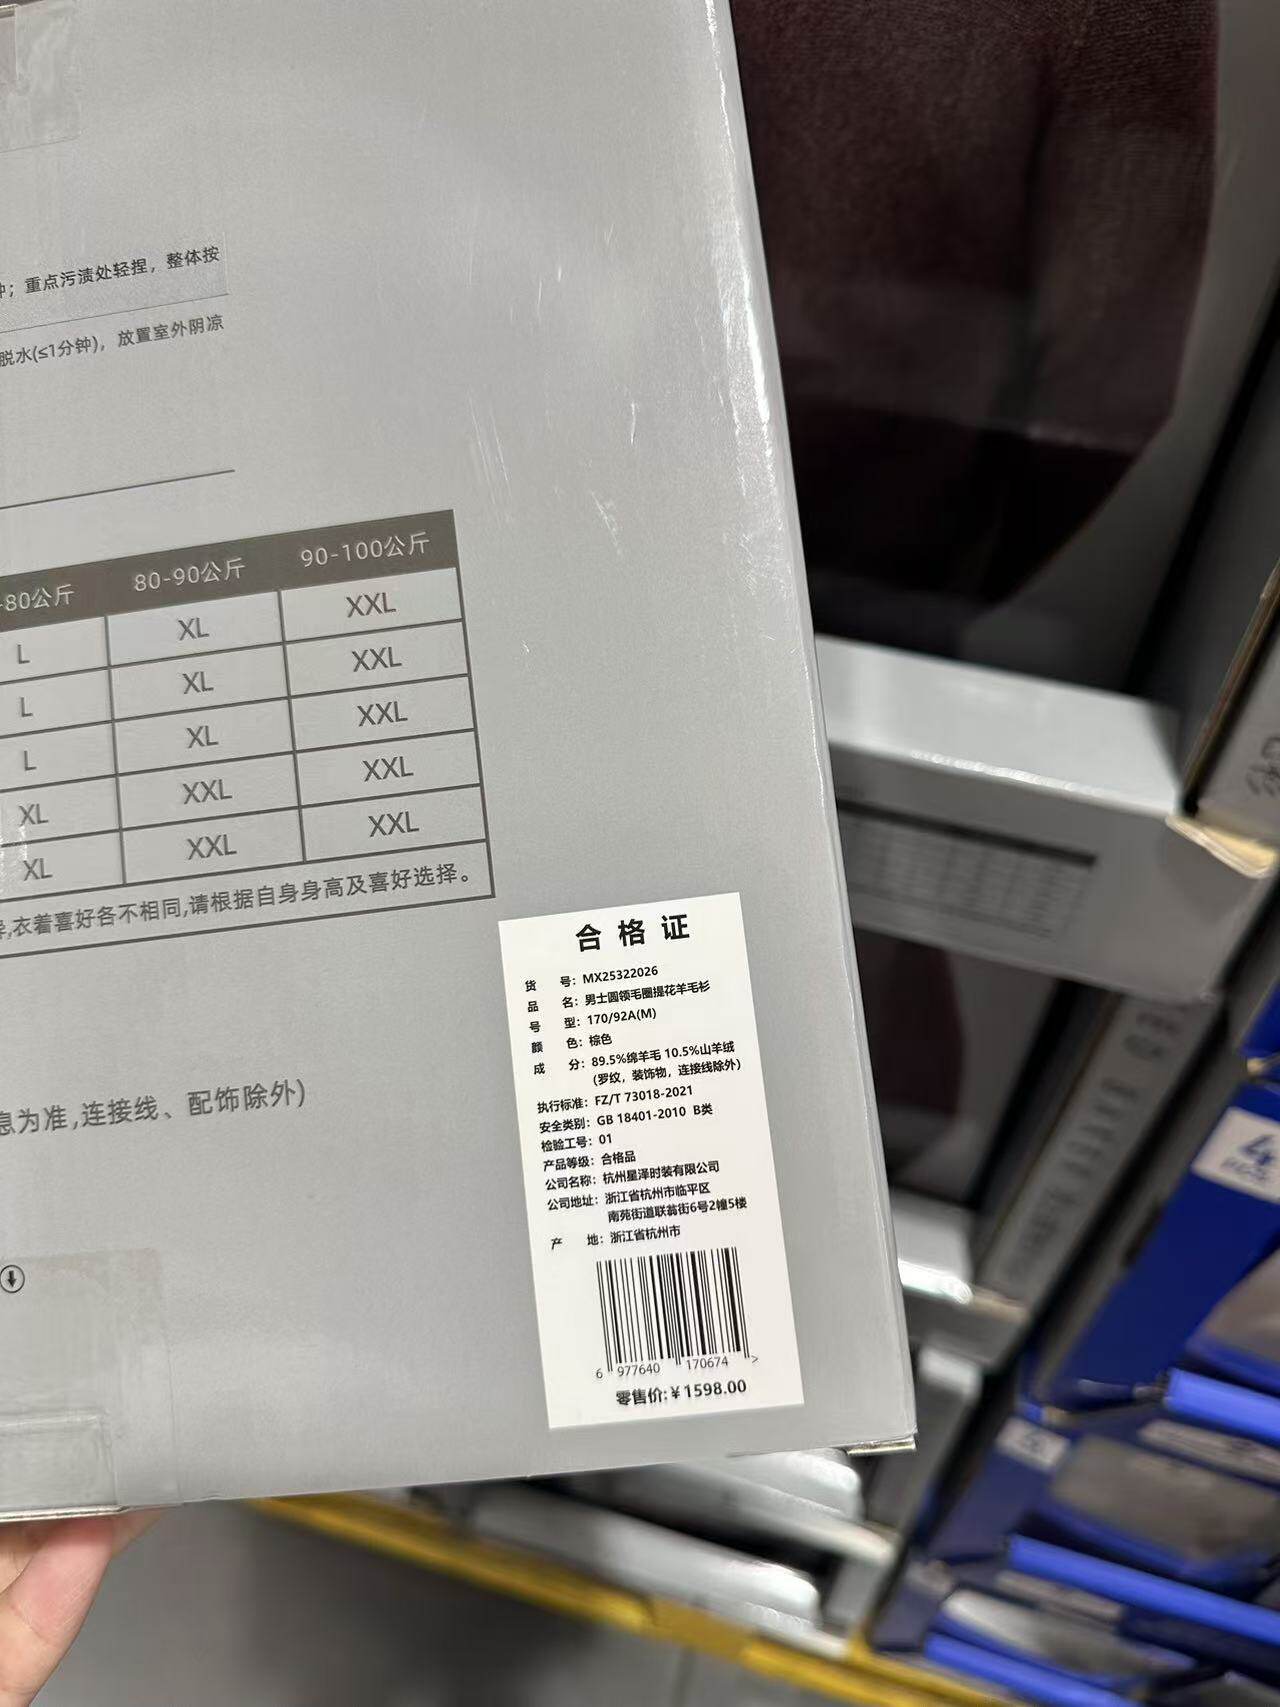 钟；重点污渍处轻捏，整体按
脱水(≤1分钟)，放置室外阴凉
-80公斤 80-90公斤 90-100公斤
L XL XXL
L XL XXL
L XL XXL
XL XXL XXL
XL XXL XXL
异,衣着喜好各不相同,请根据自身身高及喜好选择。
息为准,连接线、配饰除外)
合格证
货 号：MX25322026
品 名：男士圆领毛圈提花羊毛衫
号 型：170/92A(M)
颜 色：棕色
成 分：89.5%绵羊毛 10.5%山羊绒
(罗纹，装饰物，连接线除外)
执行标准：FZ/T 73018-2021
安全类别：GB 18401-2010 B类
检验工号：01
产品等级：合格品
公司名称：杭州星泽时装有限公司
公司地址：浙江省杭州市临平区
南苑街道联翕街6号2幢5楼
产 地：浙江省杭州市
6 977640 170674 >
零售价:￥1598.00